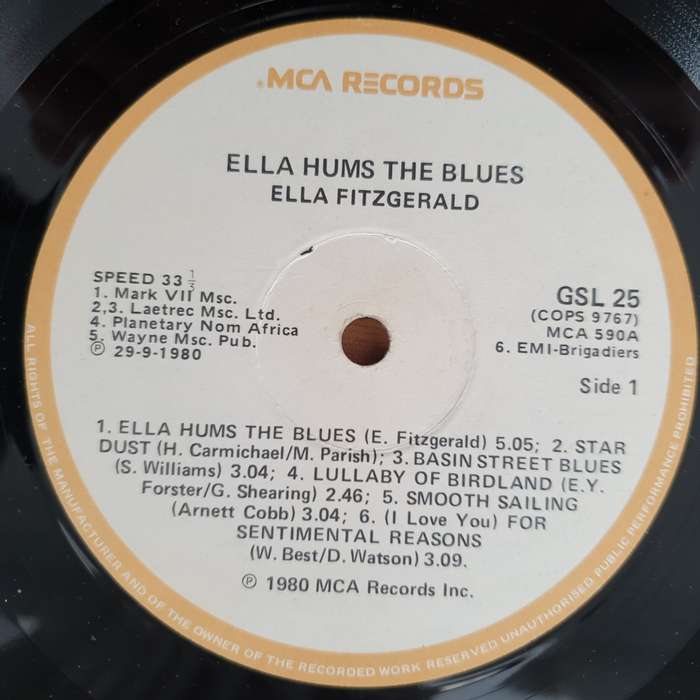 MCA RECORDS
ELLA HUMS THE BLUES
ELLA FITZGERALD
SPEED 33 1/3
1. Mark VII Msc.
2,3. Laetrec Msc. Ltd.
4. Planetary Nom Africa
5. Wayne Msc. Pub.
Ⓟ 29-9-1980
GSL 25
(COPS 9767)
MCA 590A
6. EMI-Brigadiers
Side 1
1. ELLA HUMS THE BLUES (E. Fitzgerald) 5.05; 2. STAR
DUST (H. Carmichael/M. Parish); 3. BASIN STREET BLUES
(S. Williams) 3.04; 4. LULLABY OF BIRDLAND (E.Y.
Forster/G. Shearing) 2.46; 5. SMOOTH SAILING
(Arnett Cobb) 3.04; 6. (I Love You) FOR
SENTIMENTAL REASONS
(W. Best/D. Watson) 3.09.
Ⓟ 1980 MCA Records Inc.
ALL RIGHTS OF THE MANUFACTURER AND OF THE OWNER OF THE RECORDED WORK RESERVED UNAUTHORISED PUBLIC PERFORMANCE PROHIBITED